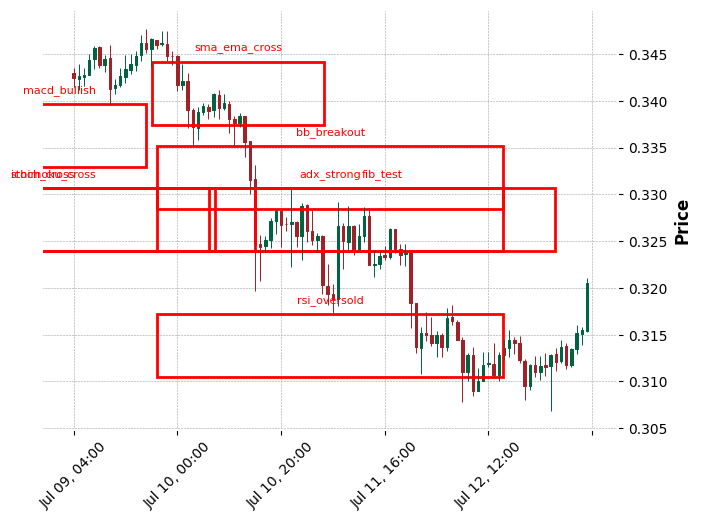 sma_ema_cross
0.345
macd_bullish
0.340
bb_breakout
0.335
adx_strong
fib_test
0.330
0.325
rsi_oversold
0.320
0.315
0.310
0.305
Price
Jul 09, 04:00
Jul 10, 00:00
Jul 10, 20:00
Jul 11, 16:00
Jul 12, 12:00